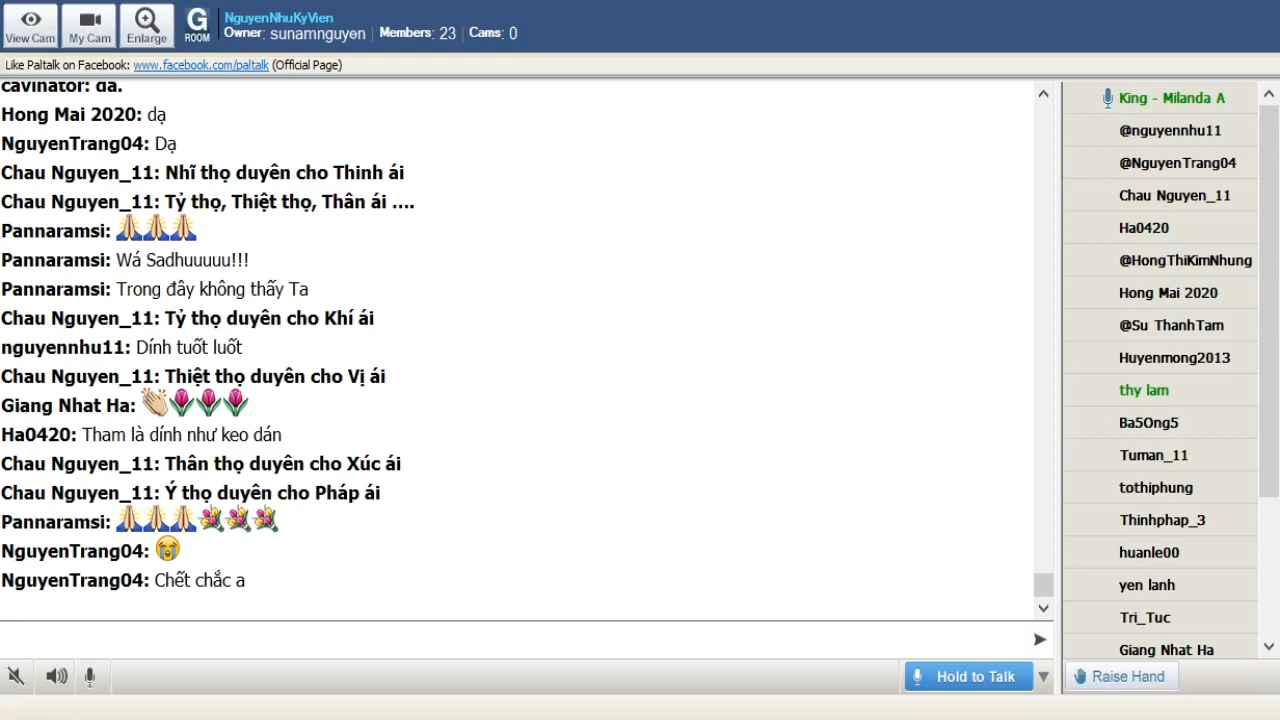 View Cam
My Cam
Enlarge
G
ROOM
NguyenNhuKyVien
Owner: sunamnguyen
Members: 23
Cams: 0
Like Paltalk on Facebook: www.facebook.com/paltalk (Official Page)
cavinator: da.
Hong Mai 2020: dạ
NguyenTrang04: Dạ
Chau Nguyen_11: Nhĩ thọ duyên cho Thinh ái
Chau Nguyen_11: Tỷ thọ, Thiệt thọ, Thân ái ....
Pannaramsi:
Pannaramsi: Wá Sadhuuuuu!!!
Pannaramsi: Trong đây không thấy Ta
Chau Nguyen_11: Tỷ thọ duyên cho Khí ái
nguyennhu11: Dính tuốt luốt
Chau Nguyen_11: Thiệt thọ duyên cho Vị ái
Giang Nhat Ha:
Ha0420: Tham là dính như keo dán
Chau Nguyen_11: Thân thọ duyên cho Xúc ái
Chau Nguyen_11: Ý thọ duyên cho Pháp ái
Pannaramsi:
NguyenTrang04:
NguyenTrang04: Chết chắc a
King - Milanda A
@nguyennhu11
@NguyenTrang04
Chau Nguyen_11
Ha0420
@HongThiKimNhung
Hong Mai 2020
@Su ThanhTam
Huyenmong2013
thy lam
Ba5Ong5
Tuman_11
tothiphung
Thinhphap_3
huanle00
yen lanh
Tri_Tuc
Giang Nhat Ha
Hold to Talk
Raise Hand